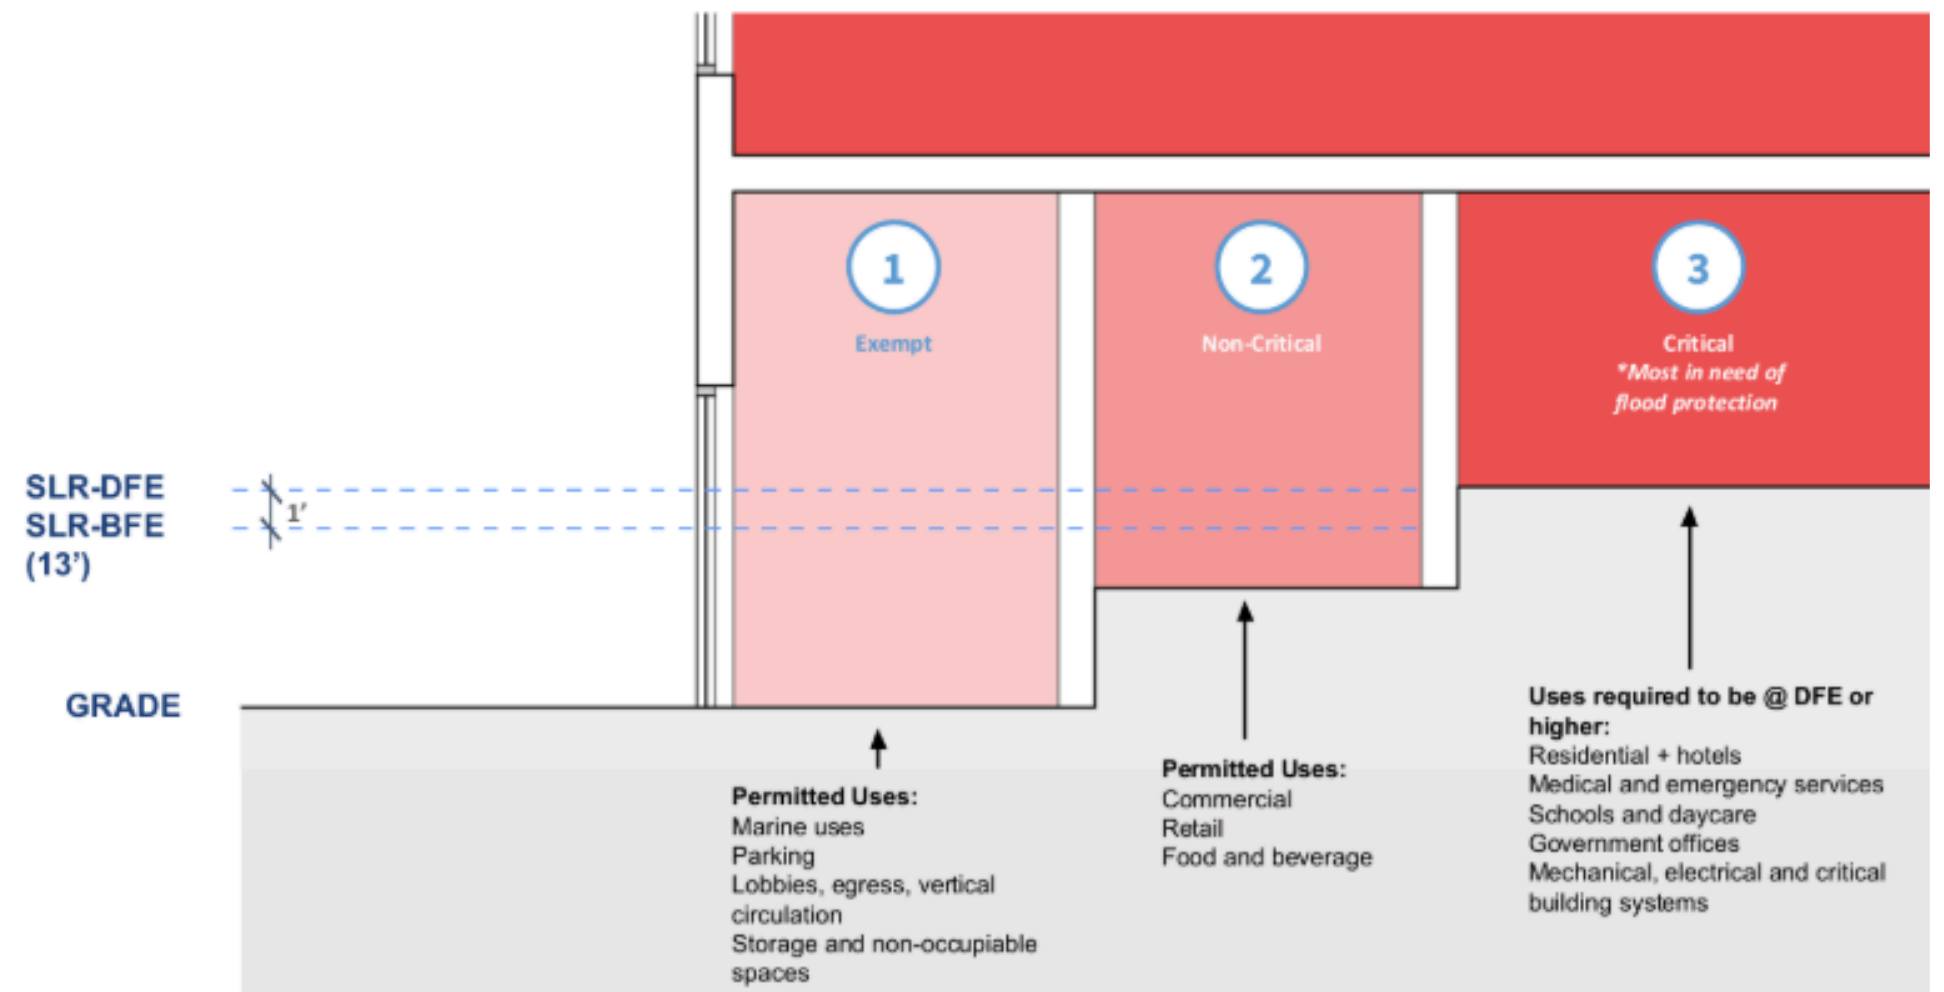 1
Exempt
2
Non-Critical
3
Critical
*Most in need of
flood protection
SLR-DFE
1'
SLR-BFE
(13')
GRADE
Permitted Uses:
Marine uses
Parking
Lobbies, egress, vertical
circulation
Storage and non-occupiable
spaces
Permitted Uses:
Commercial
Retail
Food and beverage
Uses required to be @ DFE or
higher:
Residential + hotels
Medical and emergency services
Schools and daycare
Government offices
Mechanical, electrical and critical
building systems